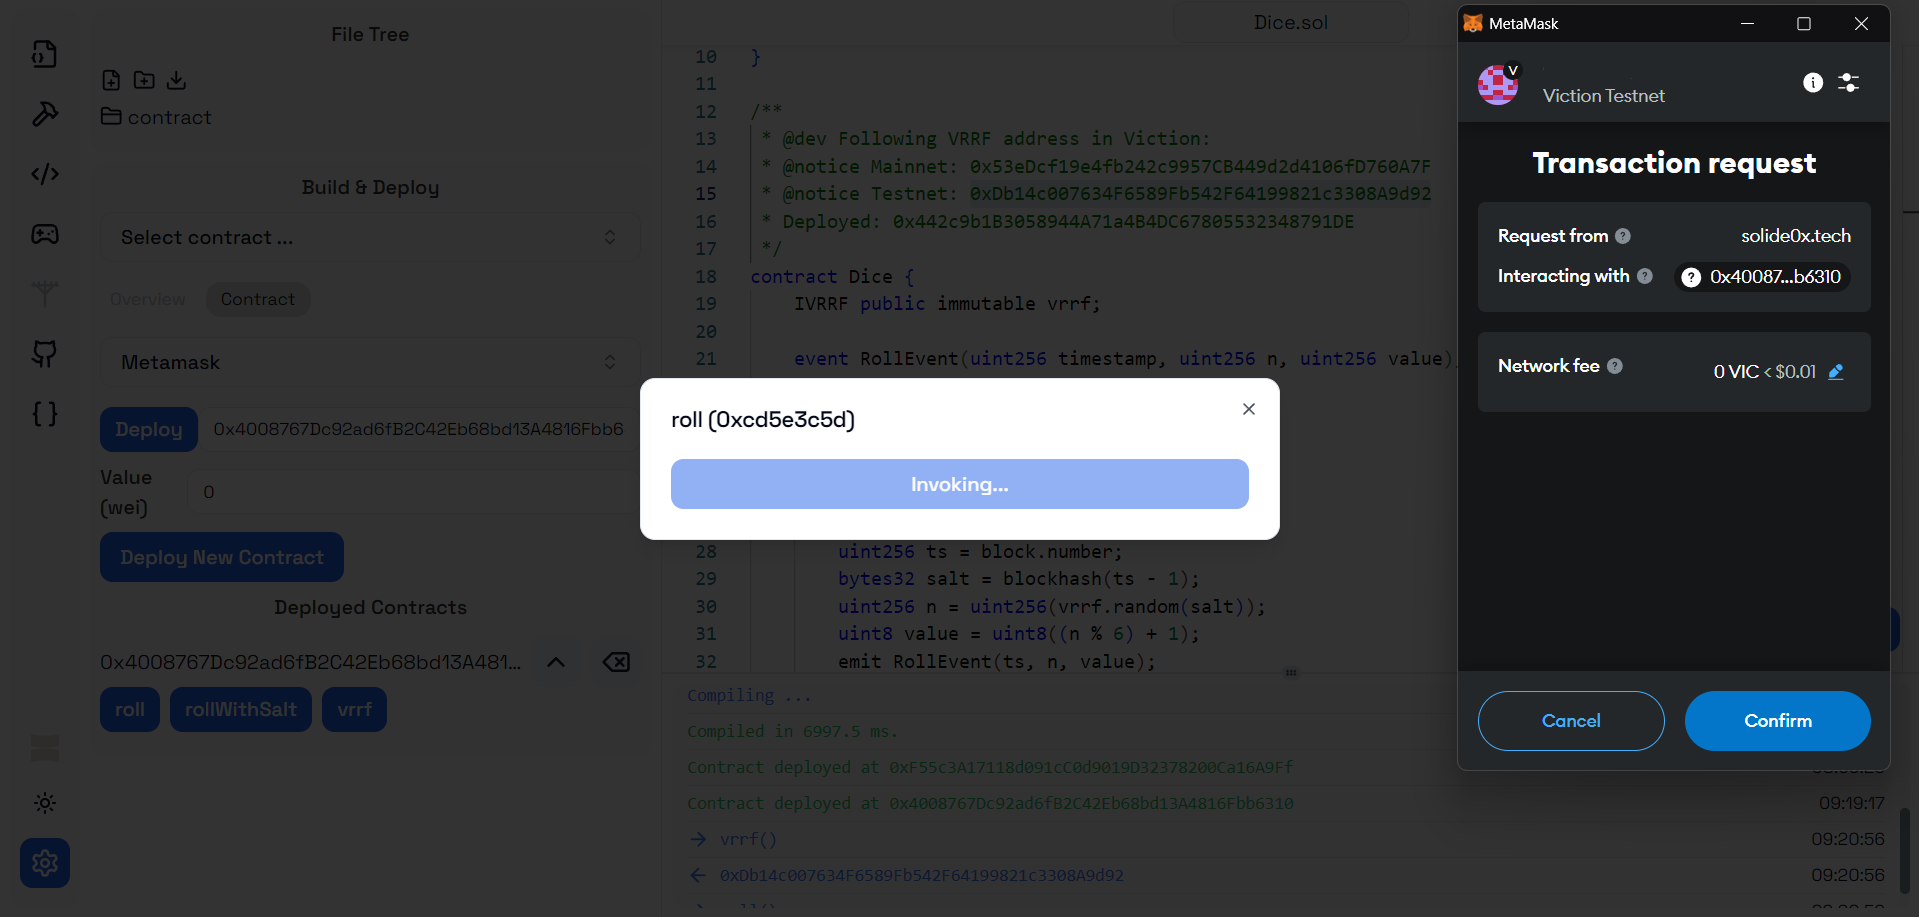 File Tree
contract
Build & Deploy
Select contract ...
Overview
Contract
Metamask
Deploy
0x4008767Dc92ad6fB2C42Eb68bd13A4816Fbb6
Value
(wei)
0
Deploy New Contract
Deployed Contracts
0x4008767Dc92ad6fB2C42Eb68bd13A481...
roll
rollWithSalt
vrrf
Dice.sol
10 }
11
12 /**
13 * @dev Following VRRF address in Viction:
14 * @notice Mainnet: 0x53eDcf19e4fb242c9957CB449d2d4106fD760A7F
15 * @notice Testnet: 0xDb14c007634F6589Fb542F64199821c3308A9d92
16 * Deployed: 0x442c9b1B3058944A71a4B4DC67805532348791DE
17 */
18 contract Dice {
19 IVRRF public immutable vrrf;
20
21 event RollEvent(uint256 timestamp, uint256 n, uint256 value)
roll (0xcd5e3c5d)
Invoking...
28 uint256 ts = block.number;
29 bytes32 salt = blockhash(ts - 1);
30 uint256 n = uint256(vrrf.random(salt));
31 uint8 value = uint8((n % 6) + 1);
32 emit RollEvent(ts, n, value);
Compiling ...
Compiled in 6997.5 ms.
Contract deployed at 0xF55c3A17118d091cC0d9019D32378200Ca16A9Ff
Contract deployed at 0x4008767Dc92ad6fB2C42Eb68bd13A4816Fbb6310
09:19:17
vrrf()
09:20:56
0xDb14c007634F6589Fb542F64199821c3308A9d92
09:20:56
MetaMask
V
Viction Testnet
Transaction request
Request from
solide0x.tech
Interacting with
0x40087...b6310
Network fee
0 VIC < $0.01
Cancel
Confirm